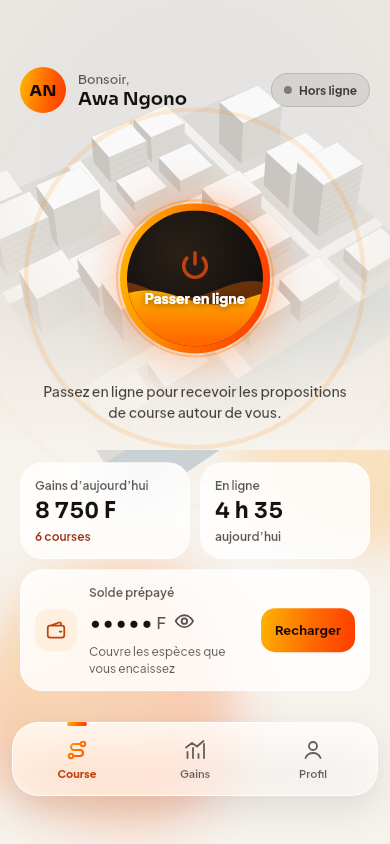 AN
Bonsoir,
Awa Ngono
Hors ligne
Passer en ligne
Passez en ligne pour recevoir les propositions
de course autour de vous.
Gains d’aujourd’hui
8 750 F
6 courses
En ligne
4 h 35
aujourd’hui
Solde prépayé
●●●●● F
Couvre les espèces que
vous encaissez
Recharger
Course
Gains
Profil